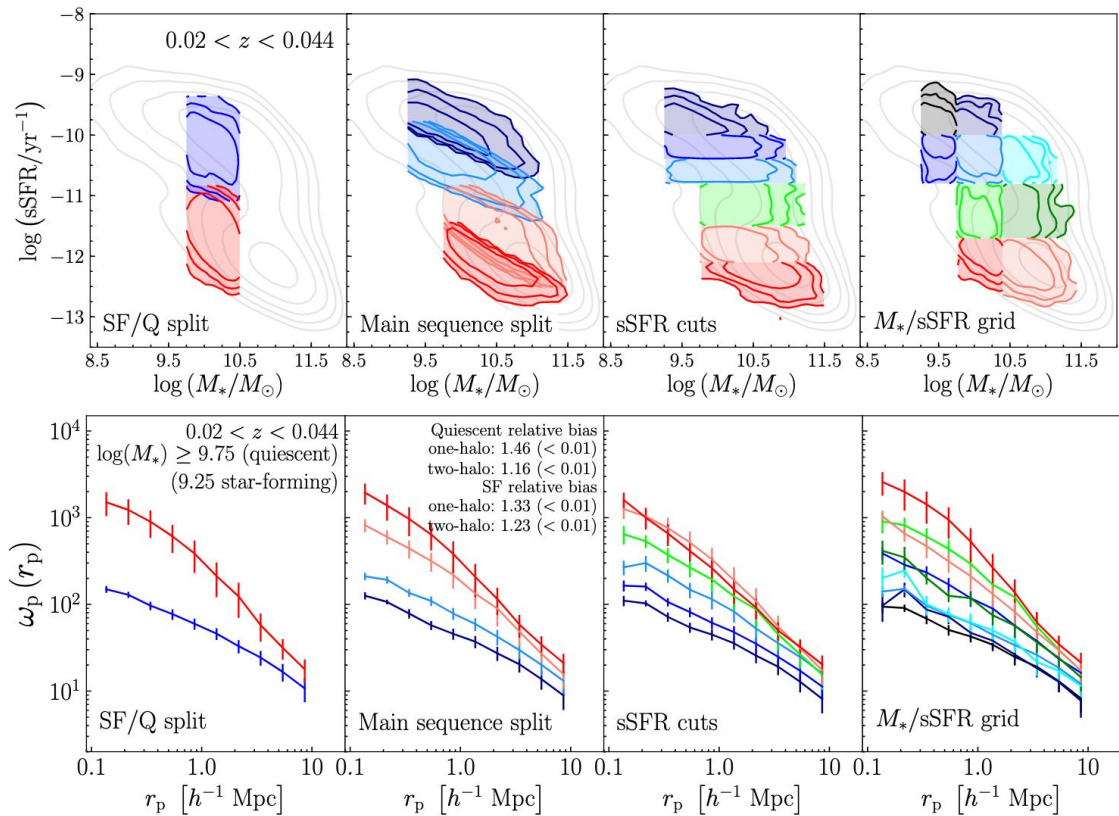 −8
−9
−10
−11
−12
−13
log (sSFR/yr⁻¹)
0.02 < z < 0.044
SF/Q split
Main sequence split
sSFR cuts
M*/sSFR grid
8.5 9.5 10.5 11.5
8.5 9.5 10.5 11.5
8.5 9.5 10.5 11.5
8.5 9.5 10.5 11.5
log (M*/M⊙)
log (M*/M⊙)
log (M*/M⊙)
log (M*/M⊙)
10⁴
10³
10²
10¹
ωp(rp)
0.02 < z < 0.044
log(M*) ≥ 9.75 (quiescent)
(9.25 star-forming)
SF/Q split
Quiescent relative bias
one-halo: 1.46 (< 0.01)
two-halo: 1.16 (< 0.01)
SF relative bias
one-halo: 1.33 (< 0.01)
two-halo: 1.23 (< 0.01)
Main sequence split
sSFR cuts
M*/sSFR grid
0.1 1.0 10
0.1 1.0 10
0.1 1.0 10
0.1 1.0 10
rp [h⁻¹ Mpc]
rp [h⁻¹ Mpc]
rp [h⁻¹ Mpc]
rp [h⁻¹ Mpc]